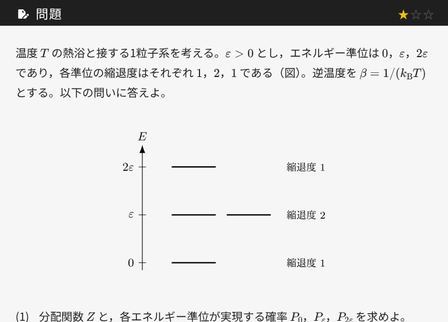 問題
★☆☆
温度 T の熱浴と接する1粒子系を考える。ε > 0 とし，エネルギー準位は 0，ε，2ε
であり，各準位の縮退度はそれぞれ 1，2，1 である（図）。逆温度を β = 1/(k_B T)
とする。以下の問いに答えよ。
E
2ε 縮退度 1
ε 縮退度 2
0 縮退度 1
(1) 分配関数 Z と，各エネルギー準位が実現する確率 P_0，P_ε，P_{2ε} を求めよ。